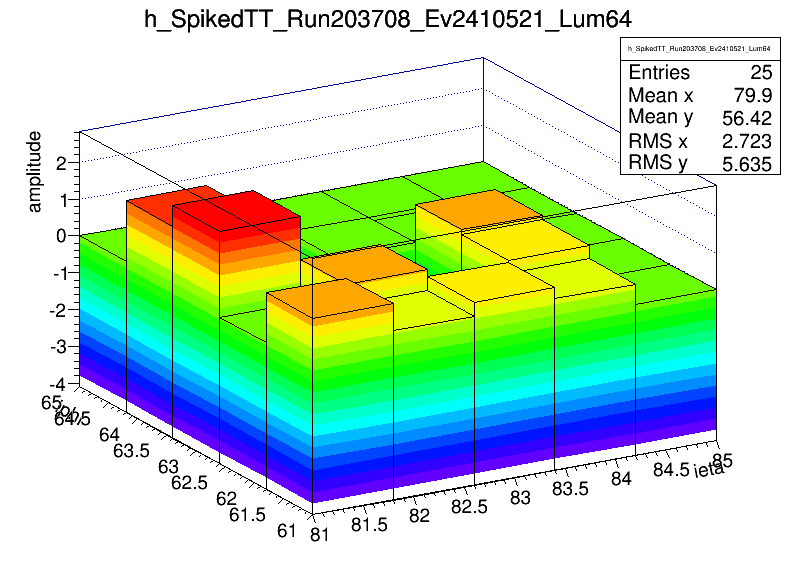 h_SpikedTT_Run203708_Ev2410521_Lum64
h_SpikedTT_Run203708_Ev2410521_Lum64
Entries 25
Mean x 79.9
Mean y 56.42
RMS x 2.723
RMS y 5.635
amplitude
2
1
0
-1
-2
-3
-4
65
64.5
64
63.5
63
62.5
62
61.5
61
81
81.5
82
82.5
83
83.5
84
84.5
85
ieta